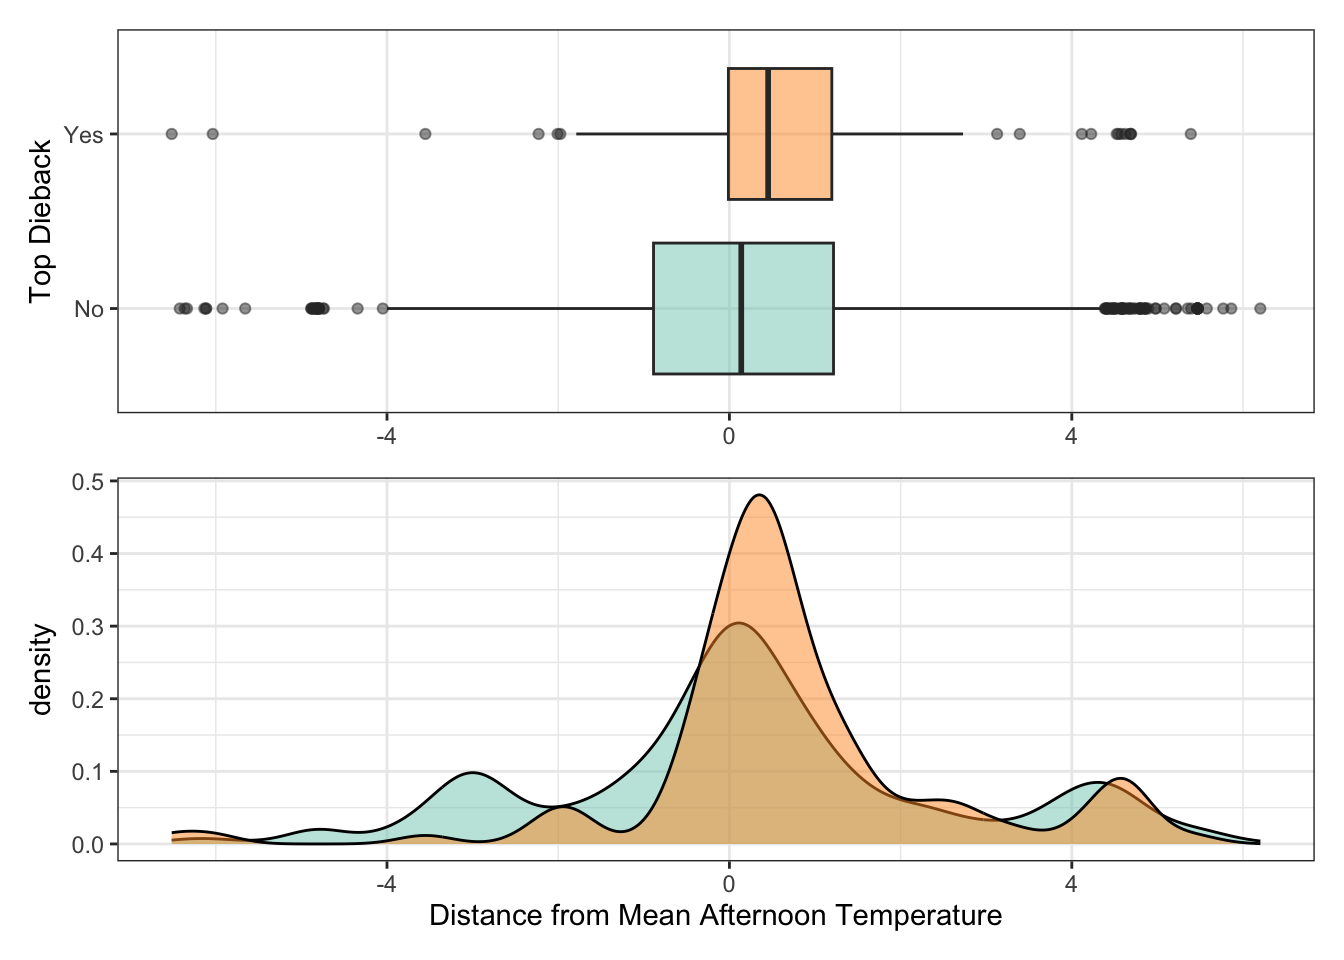 Top Dieback
Yes
No
-4 0 4
density
0.5
0.4
0.3
0.2
0.1
0.0
-4 0 4
Distance from Mean Afternoon Temperature